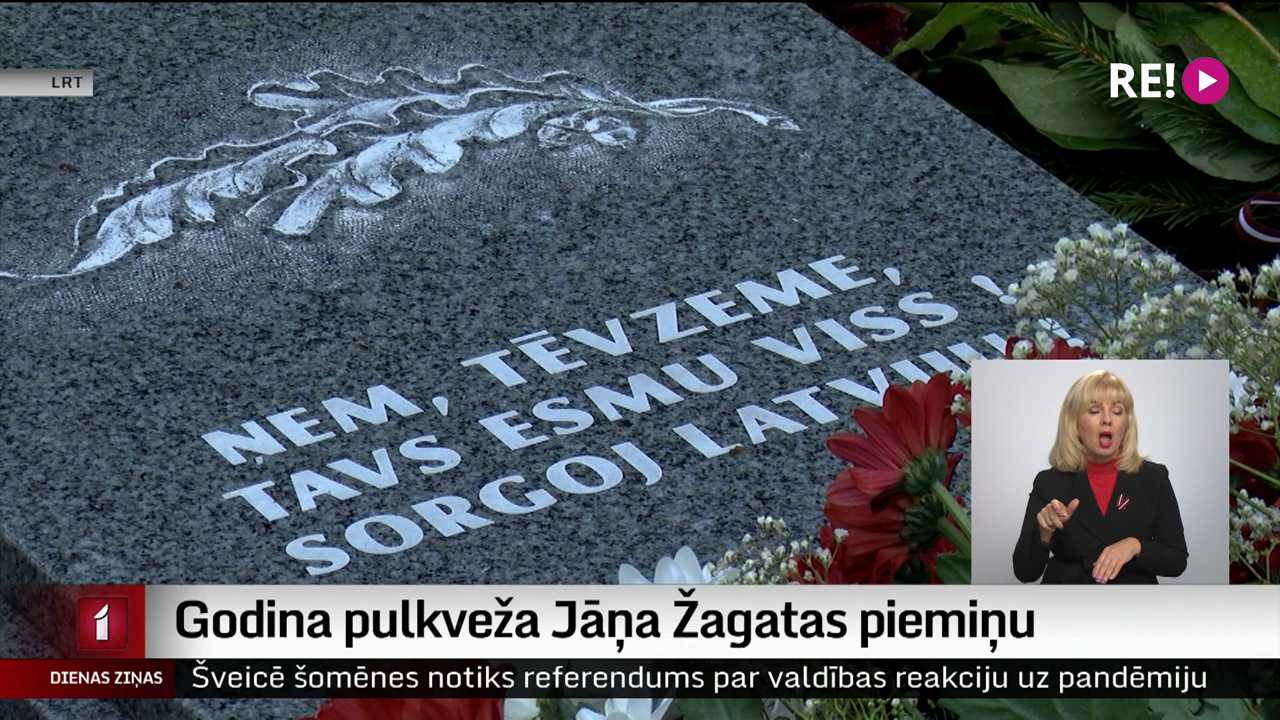 LRT
RE!
ŅEM, TĒVZEME,
TAVS ESMU VISS !
SORGOJ
1
Godina pulkveža Jāņa Žagatas piemiņu
DIENAS ZIŅAS
Šveicē šomēnes notiks referendums par valdības reakciju uz pandēmiju